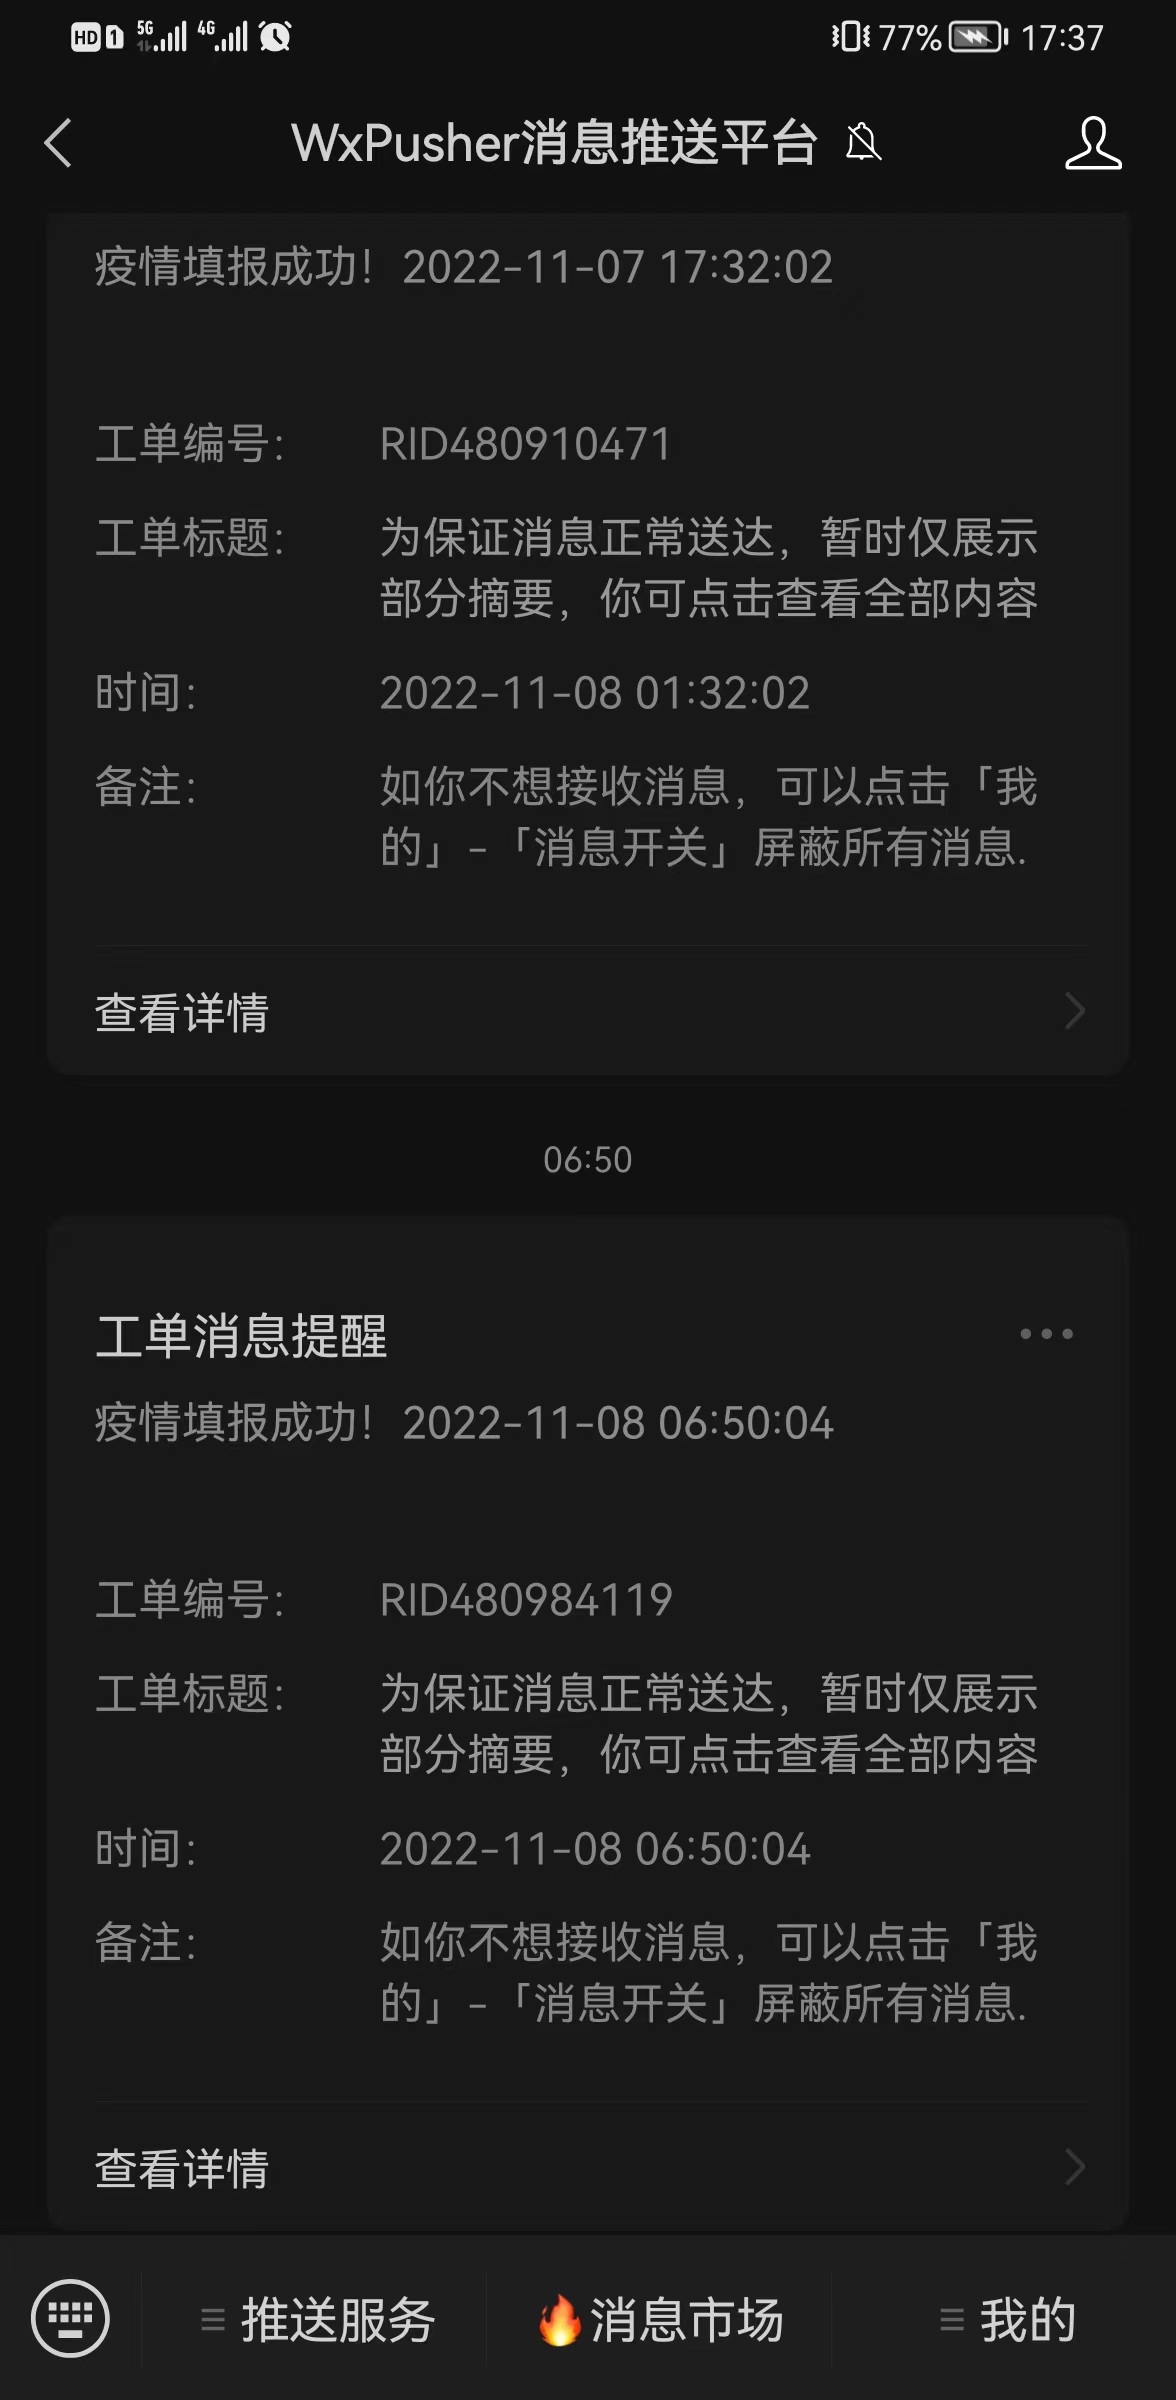 HD 1 5G 4G 77% 17:37
WxPusher消息推送平台
疫情填报成功！2022-11-07 17:32:02
工单编号： RID480910471
工单标题： 为保证消息正常送达，暂时仅展示
部分摘要，你可点击查看全部内容
时间： 2022-11-08 01:32:02
备注： 如你不想接收消息，可以点击「我
的」-「消息开关」屏蔽所有消息.
查看详情
06:50
工单消息提醒
疫情填报成功！2022-11-08 06:50:04
工单编号： RID480984119
工单标题： 为保证消息正常送达，暂时仅展示
部分摘要，你可点击查看全部内容
时间： 2022-11-08 06:50:04
备注： 如你不想接收消息，可以点击「我
的」-「消息开关」屏蔽所有消息.
查看详情
推送服务 🔥消息市场 我的